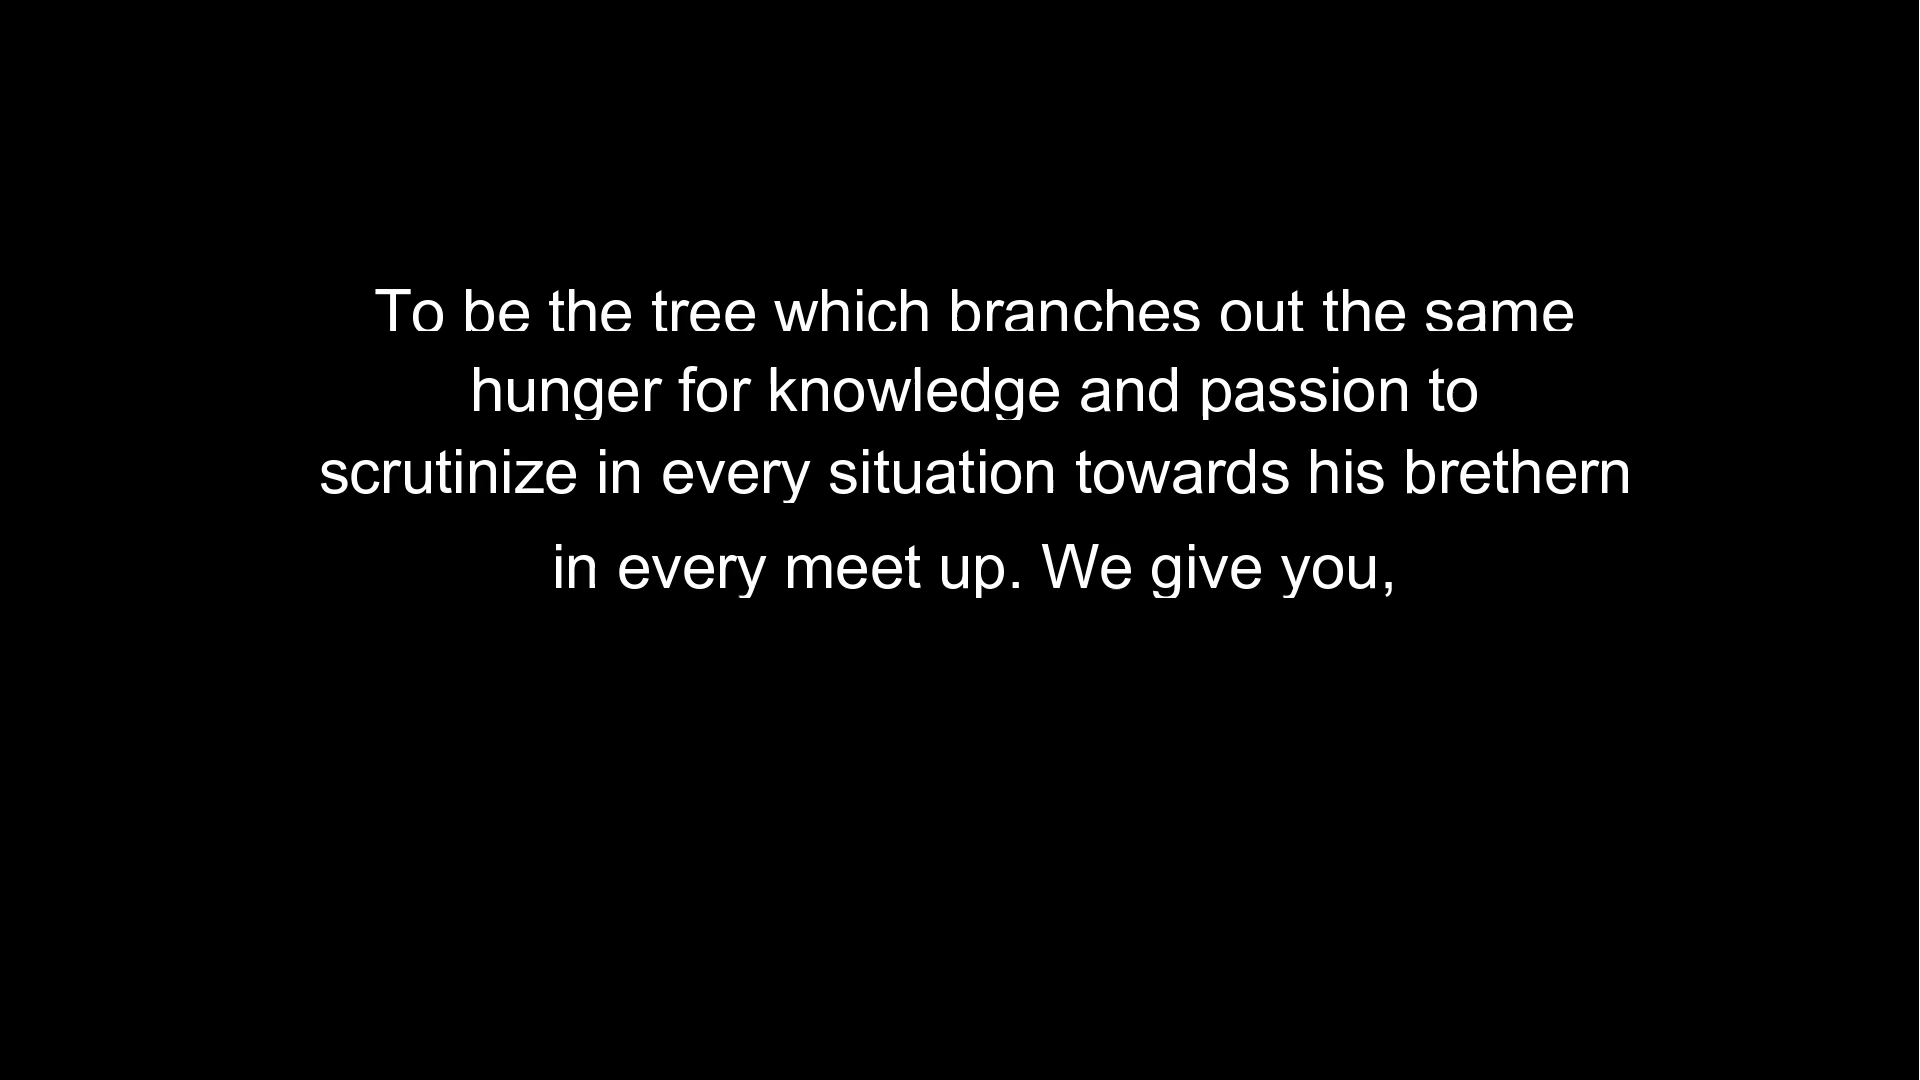 To be the tree which branches out the same
hunger for knowledge and passion to
scrutinize in every situation towards his brethern
in every meet up. We give you,